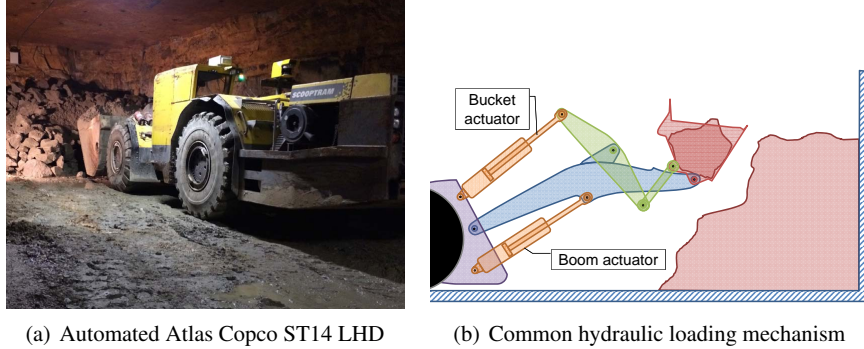 SCOOPTRAM
Bucket
actuator
Boom actuator
(a) Automated Atlas Copco ST14 LHD
(b) Common hydraulic loading mechanism